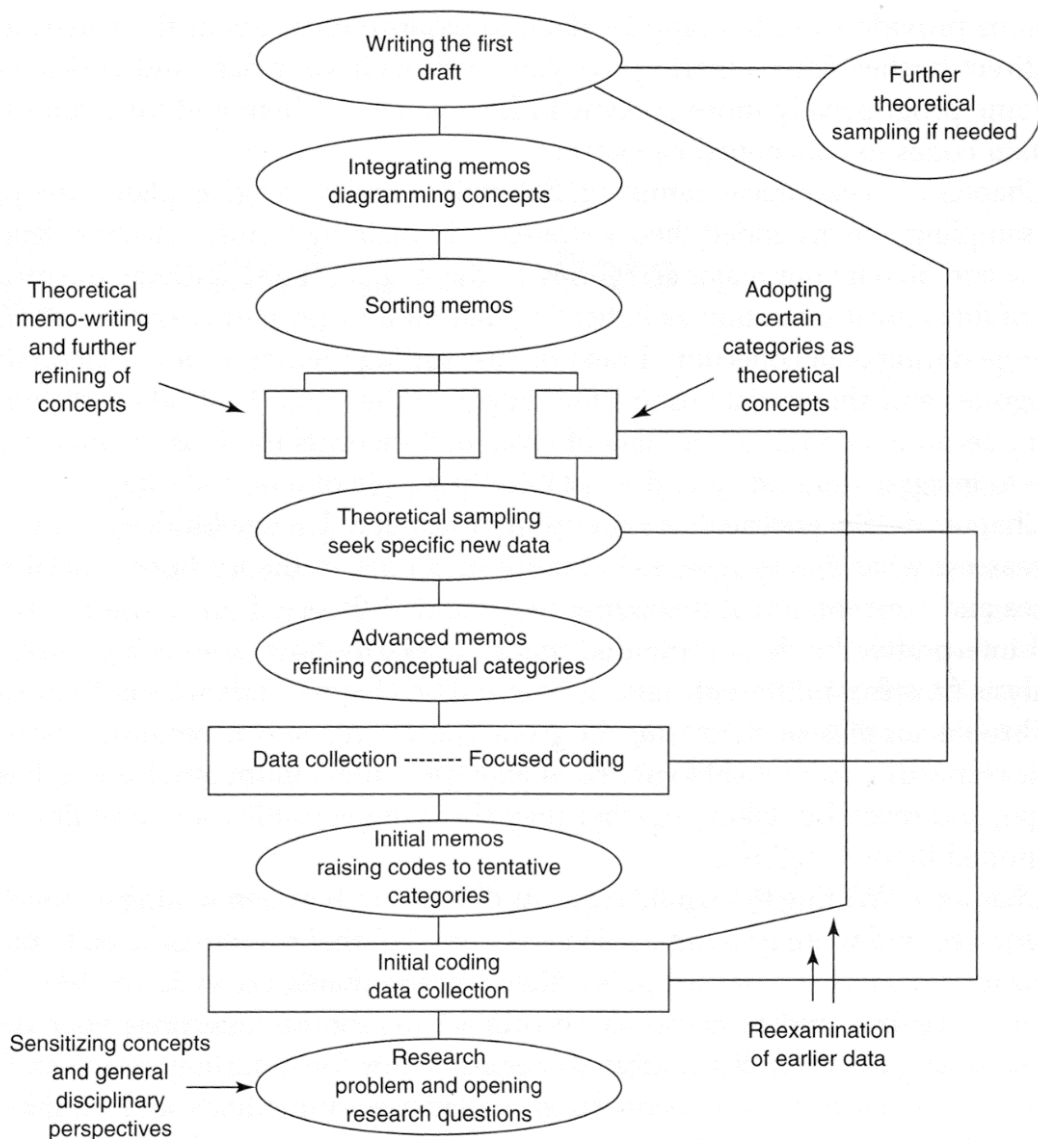 Writing the first
draft
Further
theoretical
sampling if needed
Integrating memos
diagramming concepts
Theoretical
memo-writing
and further
refining of
concepts
Sorting memos
Adopting
certain
categories as
theoretical
concepts
Theoretical sampling
seek specific new data
Advanced memos
refining conceptual categories
Data collection -------- Focused coding
Initial memos
raising codes to tentative
categories
Initial coding
data collection
Reexamination
of earlier data
Sensitizing concepts
and general
disciplinary
perspectives
Research
problem and opening
research questions